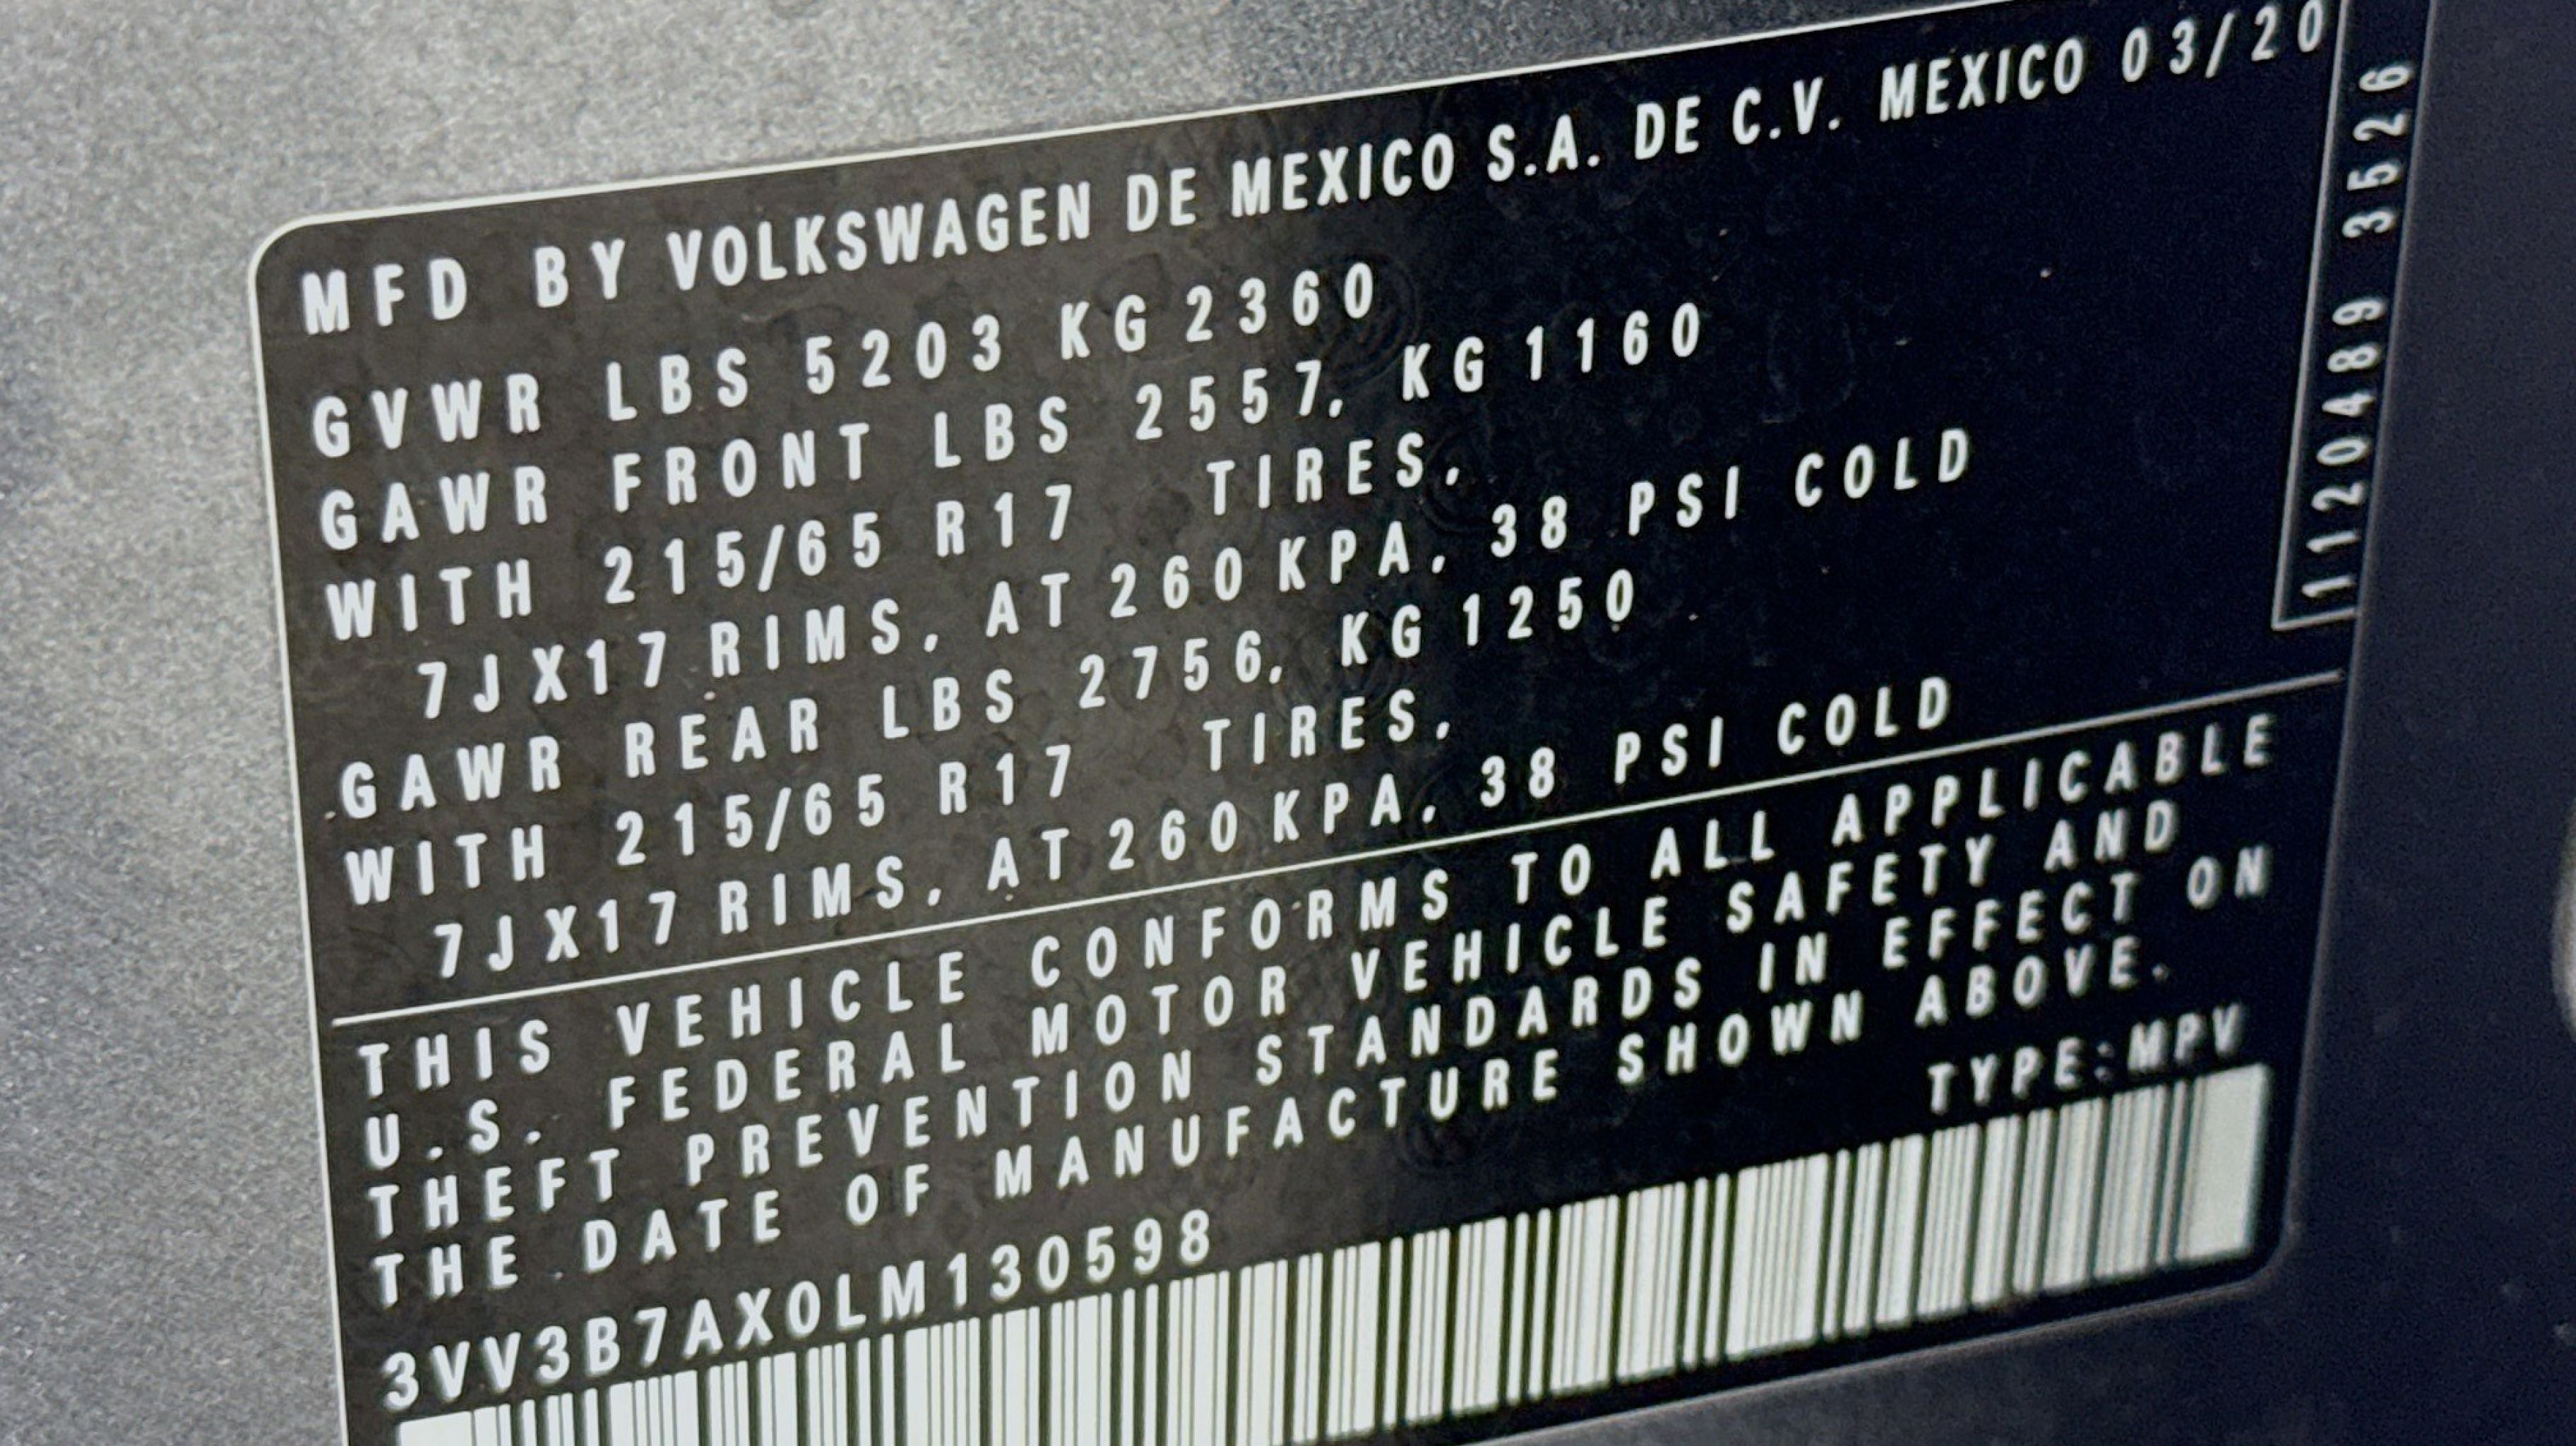 MFD BY VOLKSWAGEN DE MEXICO S.A. DE C.V. MEXICO 03/20
GVWR LBS 5203 KG 2360
GAWR FRONT LBS 2557, KG 1160
WITH 215/65 R17 TIRES,
7JX17 RIMS, AT 260 KPA, 38 PSI COLD
GAWR REAR LBS 2756, KG 1250
WITH 215/65 R17 TIRES,
7JX17 RIMS, AT 260 KPA, 38 PSI COLD
1120489 3526
THIS VEHICLE CONFORMS TO ALL APPLICABLE
U.S. FEDERAL MOTOR VEHICLE SAFETY AND
THEFT PREVENTION STANDARDS IN EFFECT ON
THE DATE OF MANUFACTURE SHOWN ABOVE.
TYPE:MPV
3VV3B7AX0LM130598